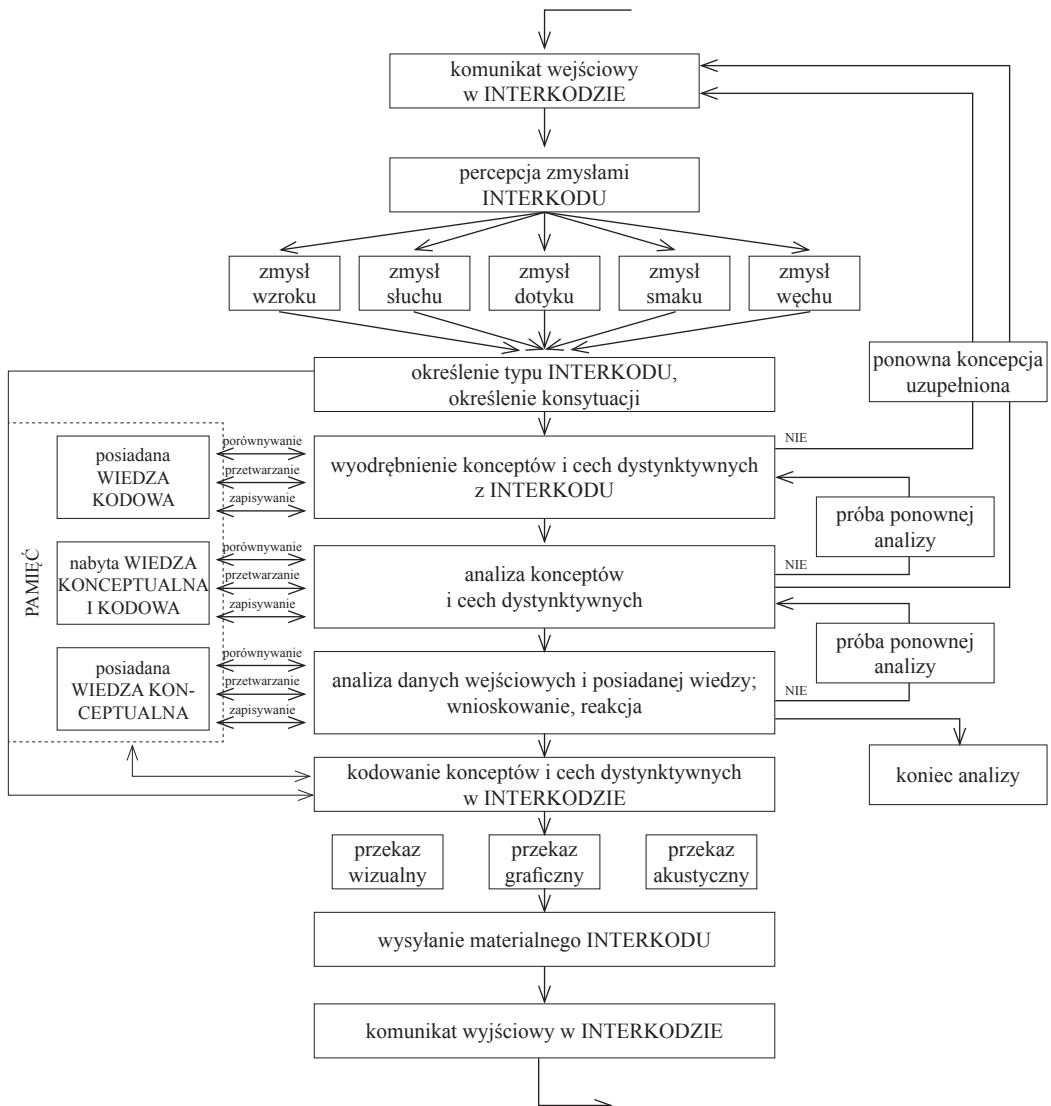 komunikat wejściowy
w INTERKODZIE
percepcja zmysłami
INTERKODU
zmysł
wzroku
zmysł
słuchu
zmysł
dotyku
zmysł
smaku
zmysł
węchu
ponowna koncepcja
uzupełniona
określenie typu INTERKODU,
określenie konsytuacji
PAMIĘĆ
posiadana
WIEDZA
KODOWA
porównywanie
przetwarzanie
zapisywanie
wyodrębnienie konceptów i cech dystynktywnych
z INTERKODU
NIE
próba ponownej
analizy
nabyta WIEDZA
KONCEPTUALNA
I KODOWA
porównywanie
przetwarzanie
zapisywanie
analiza konceptów
i cech dystynktywnych
NIE
próba ponownej
analizy
posiadana
WIEDZA KON-
CEPTUALNA
porównywanie
przetwarzanie
zapisywanie
analiza danych wejściowych i posiadanej wiedzy;
wnioskowanie, reakcja
NIE
koniec analizy
kodowanie konceptów i cech dystynktywnych
w INTERKODZIE
przekaz
wizualny
przekaz
graficzny
przekaz
akustyczny
wysyłanie materialnego INTERKODU
komunikat wyjściowy w INTERKODZIE